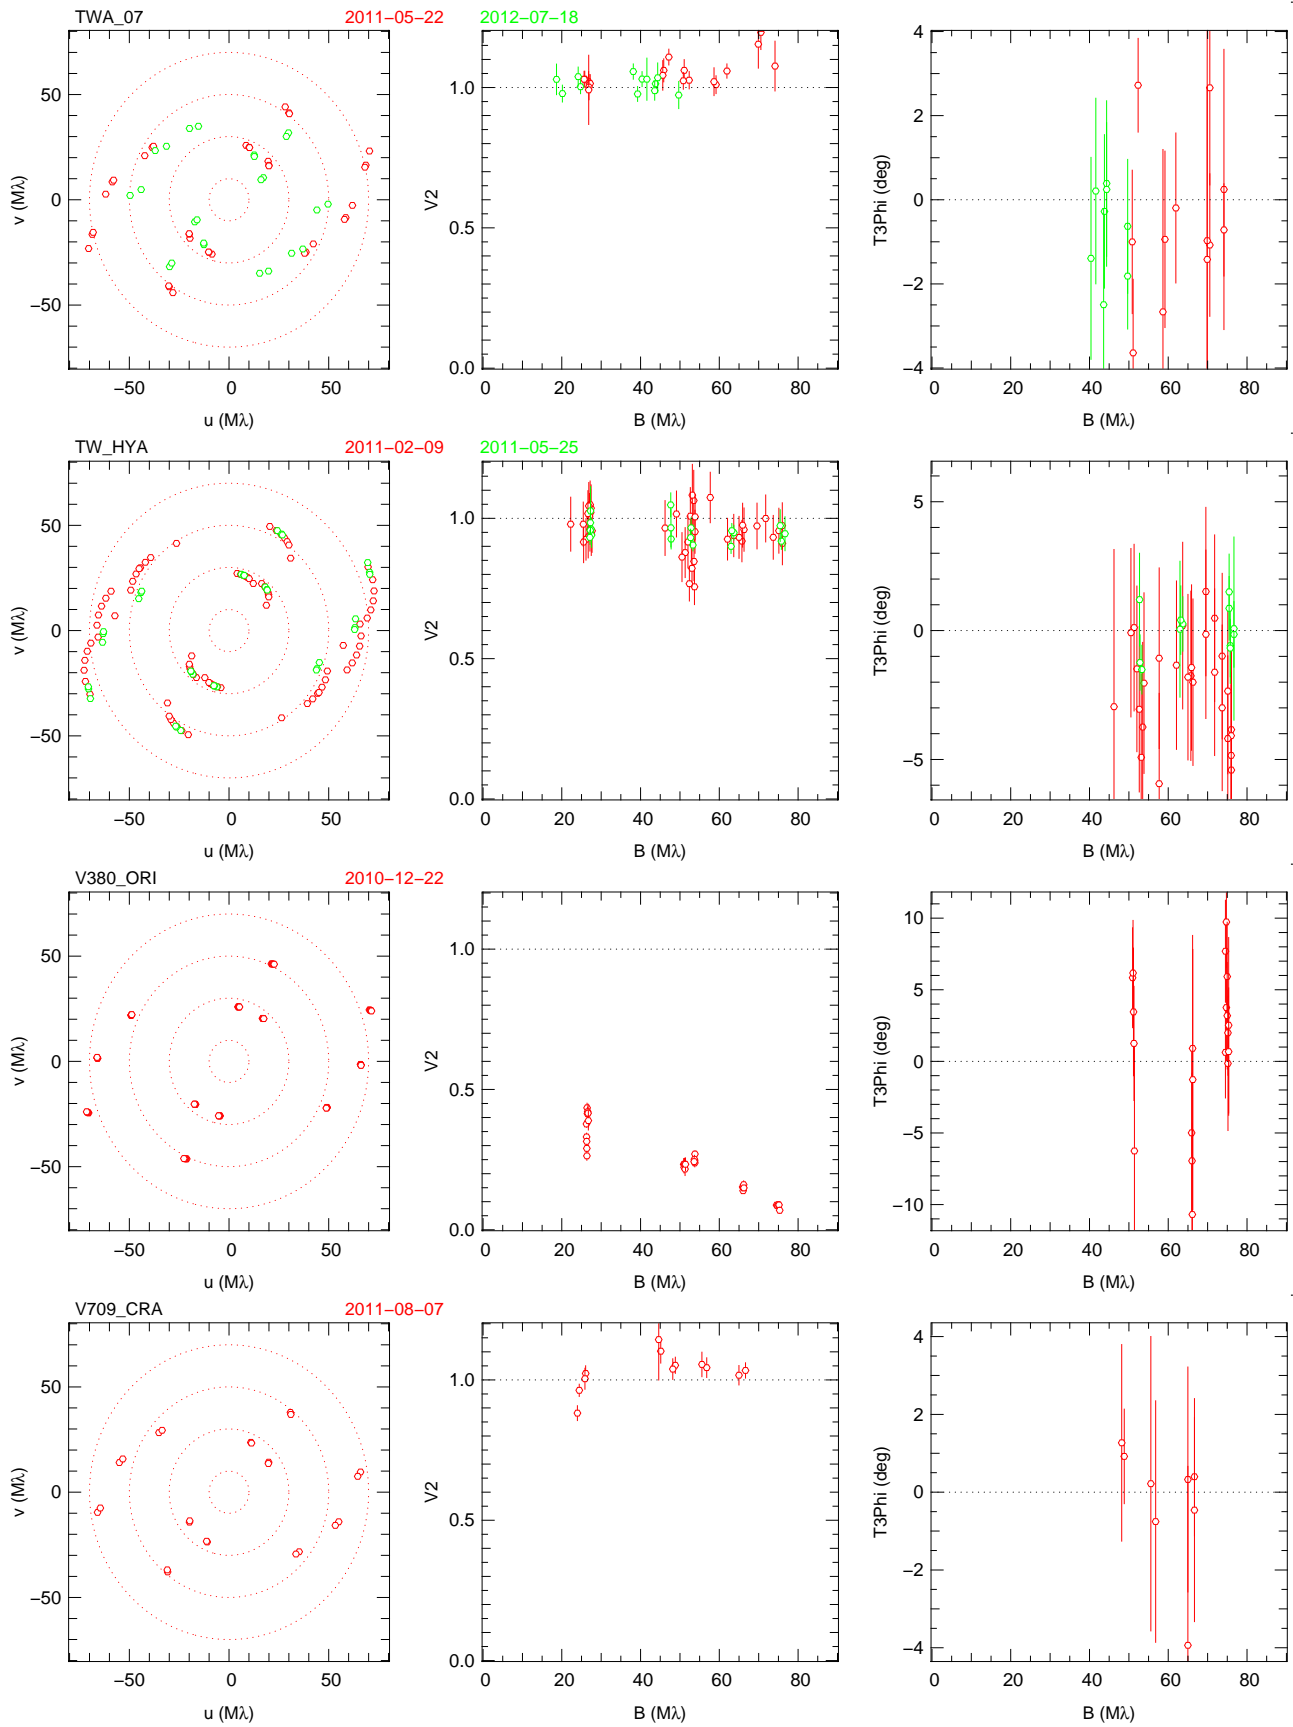 TWA_07 2011−05−22 2012−07−18
50
0
−50
−50 0 50
u (Mλ)
v (Mλ)
1.0
0.5
0.0
0 20 40 60 80
B (Mλ)
V2
4
2
0
−2
−4
0 20 40 60 80
B (Mλ)
T3Phi (deg)
TW_HYA 2011−02−09 2011−05−25
50
0
−50
−50 0 50
u (Mλ)
v (Mλ)
1.0
0.5
0.0
0 20 40 60 80
B (Mλ)
V2
5
0
−5
0 20 40 60 80
B (Mλ)
T3Phi (deg)
V380_ORI 2010−12−22
50
0
−50
−50 0 50
u (Mλ)
v (Mλ)
1.0
0.5
0.0
0 20 40 60 80
B (Mλ)
V2
10
5
0
−5
−10
0 20 40 60 80
B (Mλ)
T3Phi (deg)
V709_CRA 2011−08−07
50
0
−50
−50 0 50
u (Mλ)
v (Mλ)
1.0
0.5
0.0
0 20 40 60 80
B (Mλ)
V2
4
2
0
−2
−4
0 20 40 60 80
B (Mλ)
T3Phi (deg)